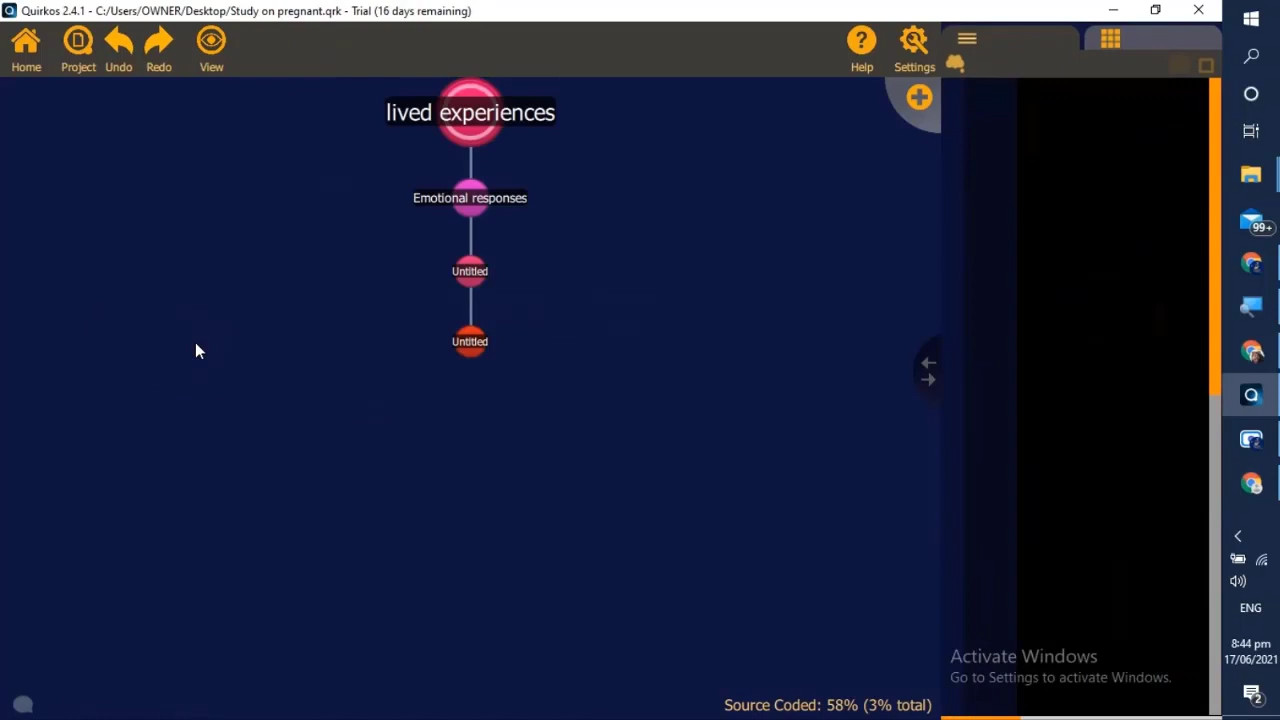 Quirkos 2.4.1 - C:/Users/OWNER/Desktop/Study on pregnant.qrk - Trial (16 days remaining)
Home
Project
Undo
Redo
View
Help
Settings
lived experiences
Emotional responses
Untitled
Untitled
99+
ENG
8:44 pm
17/06/2021
2
Activate Windows
Go to Settings to activate Windows.
Source Coded: 58% (3% total)